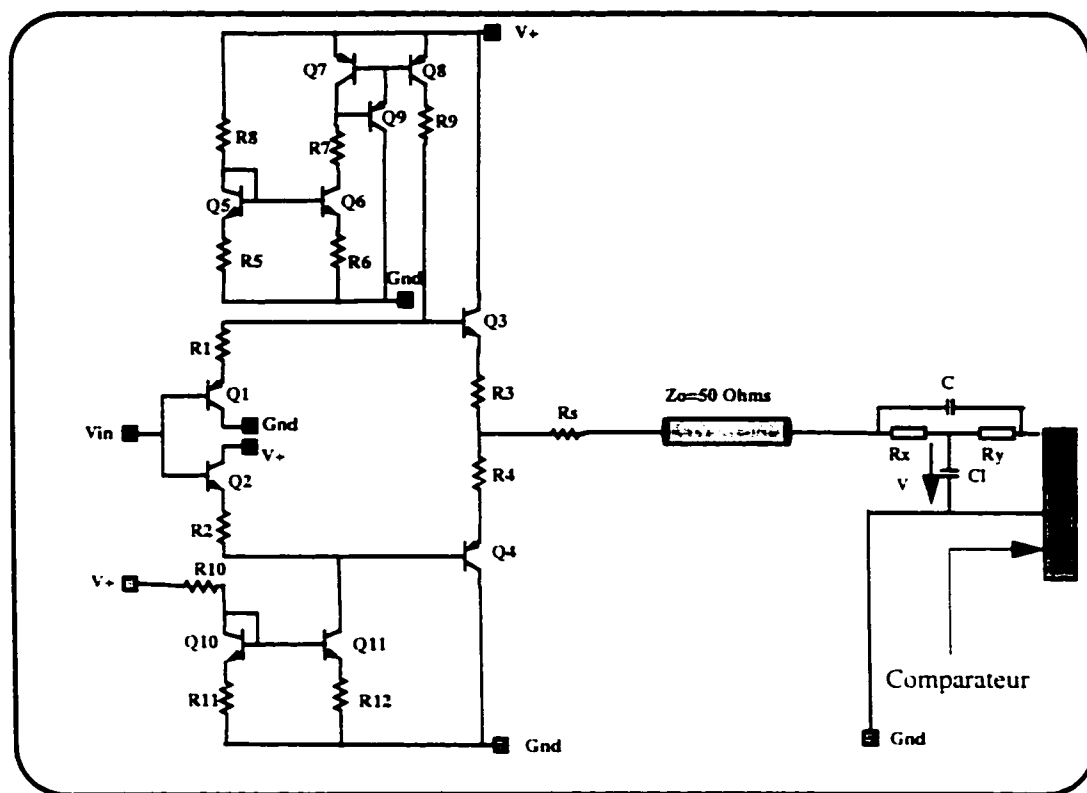 V+
Q7
Q8
Q9
R9
R8
R7
Q5
Q6
R5
R6
Gnd
Q3
R1
Q1
R3
Zo=50 Ohms
C
Vin
Gnd
Rs
V+
Rx
Ry
Q2
R4
V
Cl
R2
Q4
R10
V+
Q10
Q11
Comparateur
R11
R12
Gnd
Gnd